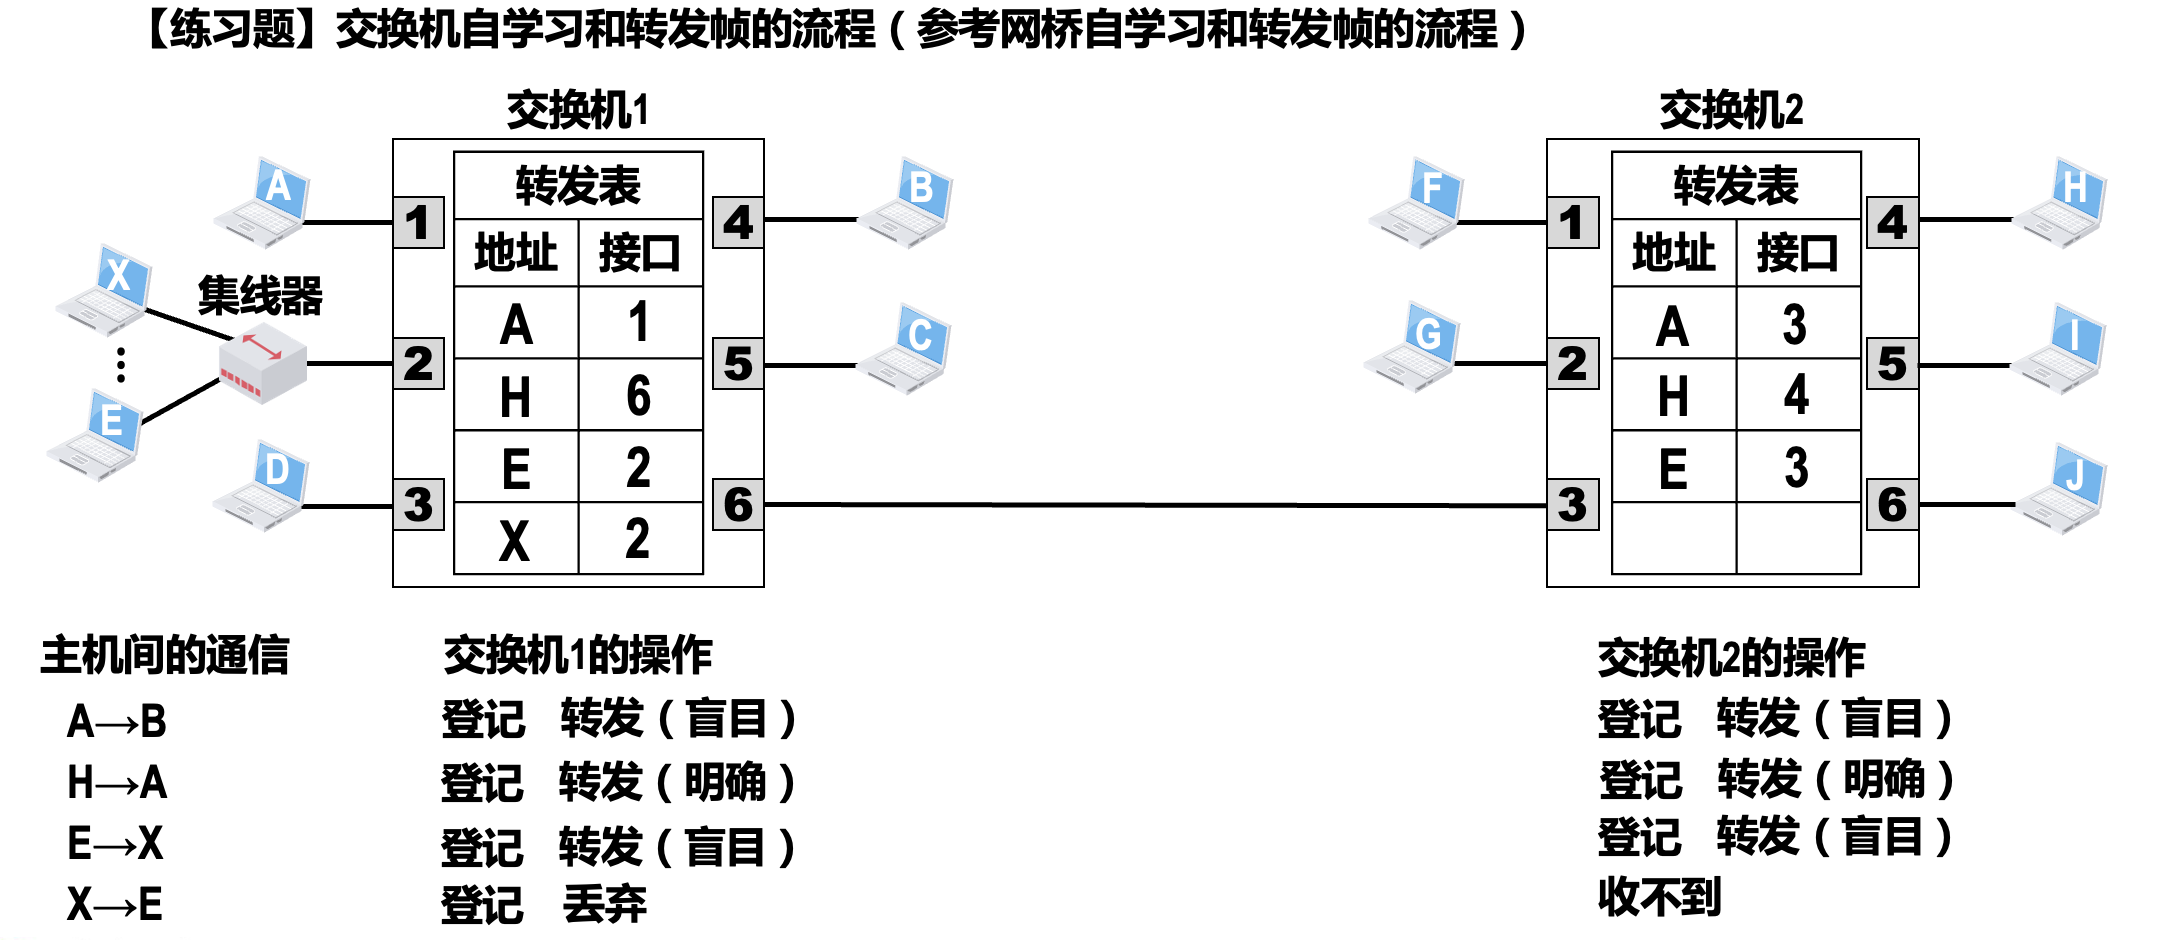 【练习题】交换机自学习和转发帧的流程（参考网桥自学习和转发帧的流程）
交换机1
转发表
地址 接口
A 1
H 6
E 2
X 2
1
2
3
4
5
6
A
X
集线器
E
D
B
C
交换机2
转发表
地址 接口
A 3
H 4
E 3
1
2
3
4
5
6
F
G
H
I
J
主机间的通信 交换机1的操作 交换机2的操作
A→B 登记 转发（盲目） 登记 转发（盲目）
H→A 登记 转发（明确） 登记 转发（明确）
E→X 登记 转发（盲目） 登记 转发（盲目）
X→E 登记 丢弃 收不到